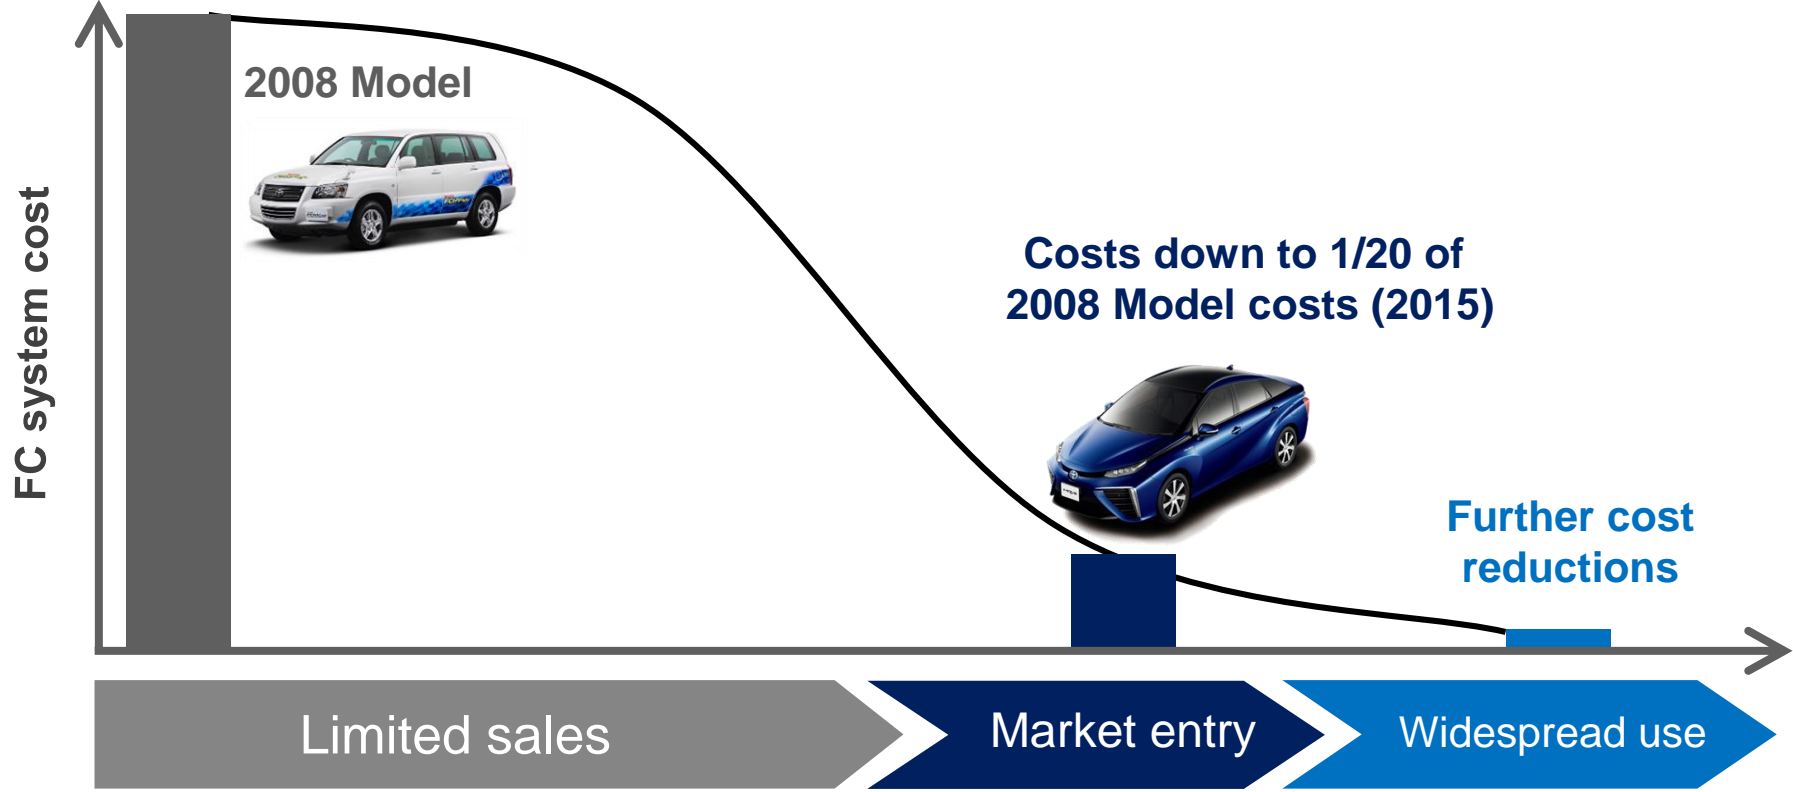 FC system cost
2008 Model
Costs down to 1/20 of
2008 Model costs (2015)
Further cost
reductions
Limited sales
Market entry
Widespread use